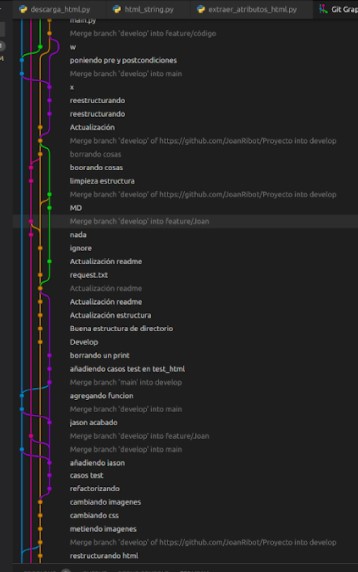 descarga_html.py
html_string.py
extraer_atributos_html.py
Git Grap
main.py
Merge branch 'develop' into feature/código
w
poniendo pre y postcondiciones
Merge branch 'develop' into main
x
reestructurando
reestructurando
Actualización
Merge branch 'develop' of https://github.com/JoanRibot/Proyecto into develop
borrando cosas
boorando cosas
limpieza estructura
Merge branch 'develop' of https://github.com/JoanRibot/Proyecto into develop
MD
Merge branch 'develop' into feature/Joan
nada
ignore
Actualización readme
request.txt
Actualización readme
Actualización readme
Actualización estructura
Buena estructura de directorio
Develop
borrando un print
añadiendo casos test en test_html
Merge branch 'main' into develop
agregando funcion
Merge branch 'develop' into main
jason acabado
Merge branch 'develop' into feature/Joan
Merge branch 'develop' into main
añadiendo jason
casos test
refactorizando
cambiando imagenes
cambiando css
metiendo imagenes
Merge branch 'develop' of https://github.com/JoanRibot/Proyecto into develop
restructurando html